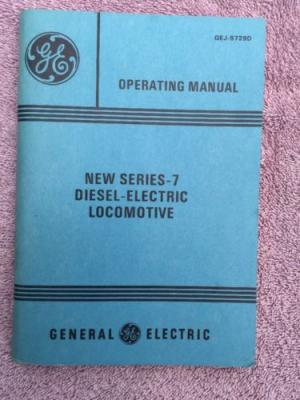 GE
GEJ-5729D
OPERATING MANUAL
NEW SERIES-7
DIESEL-ELECTRIC
LOCOMOTIVE
GENERAL GE ELECTRIC